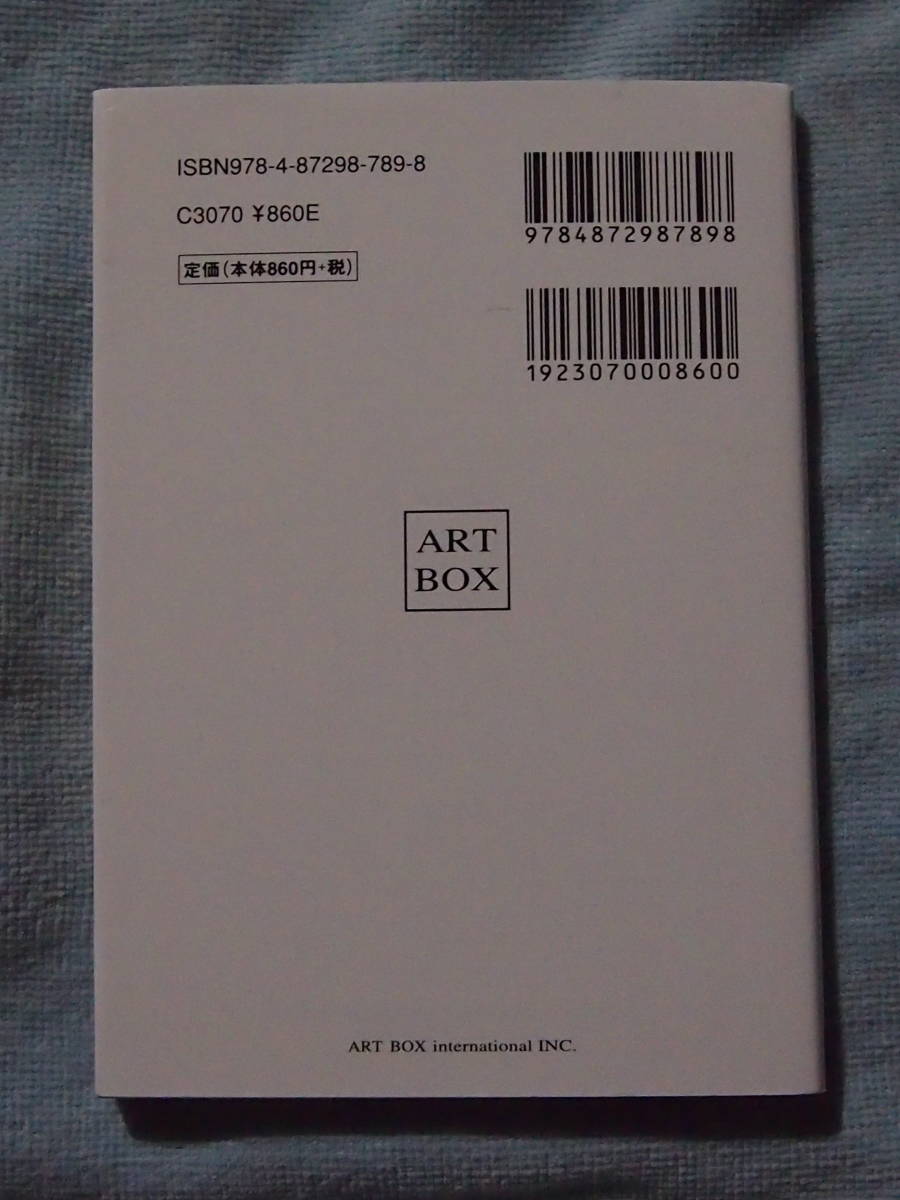 ISBN978-4-87298-789-8
C3070 ¥860E
定価(本体860円+税)
9784872987898
1923070008600
ART
BOX
ART BOX international INC.